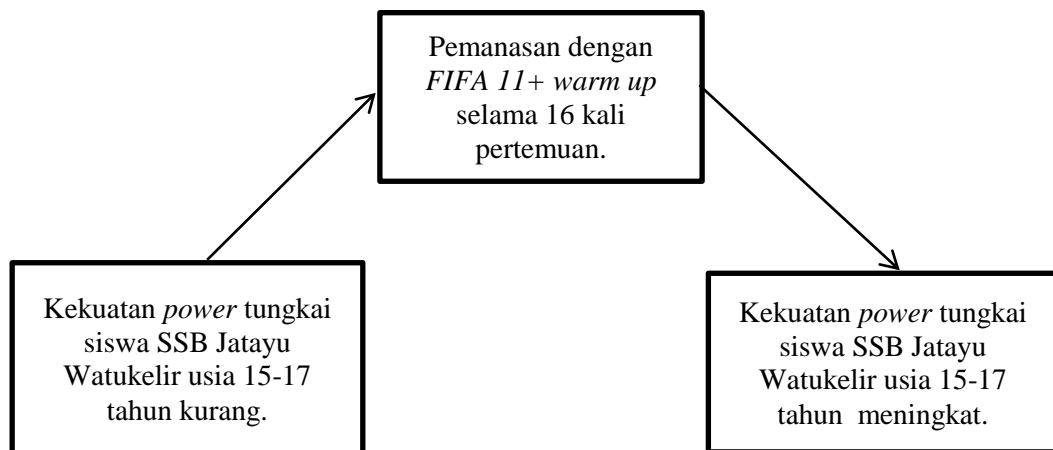 Pemanasan dengan
FIFA 11+ warm up
selama 16 kali
pertemuan.
Kekuatan power tungkai
siswa SSB Jatayu
Watukelir usia 15-17
tahun kurang.
Kekuatan power tungkai
siswa SSB Jatayu
Watukelir usia 15-17
tahun meningkat.